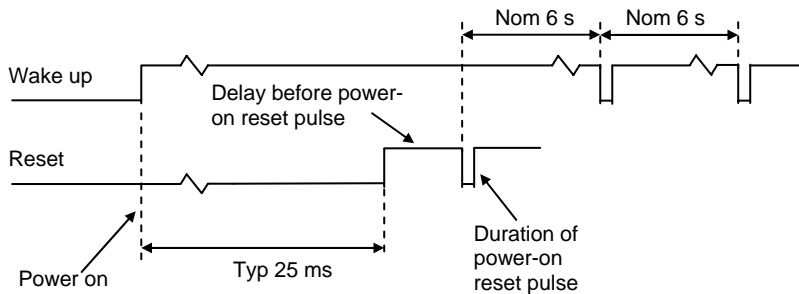 Nom 6 s
Nom 6 s
Wake up
Delay before power-
on reset pulse
Reset
Power on
Typ 25 ms
Duration of
power-on
reset pulse